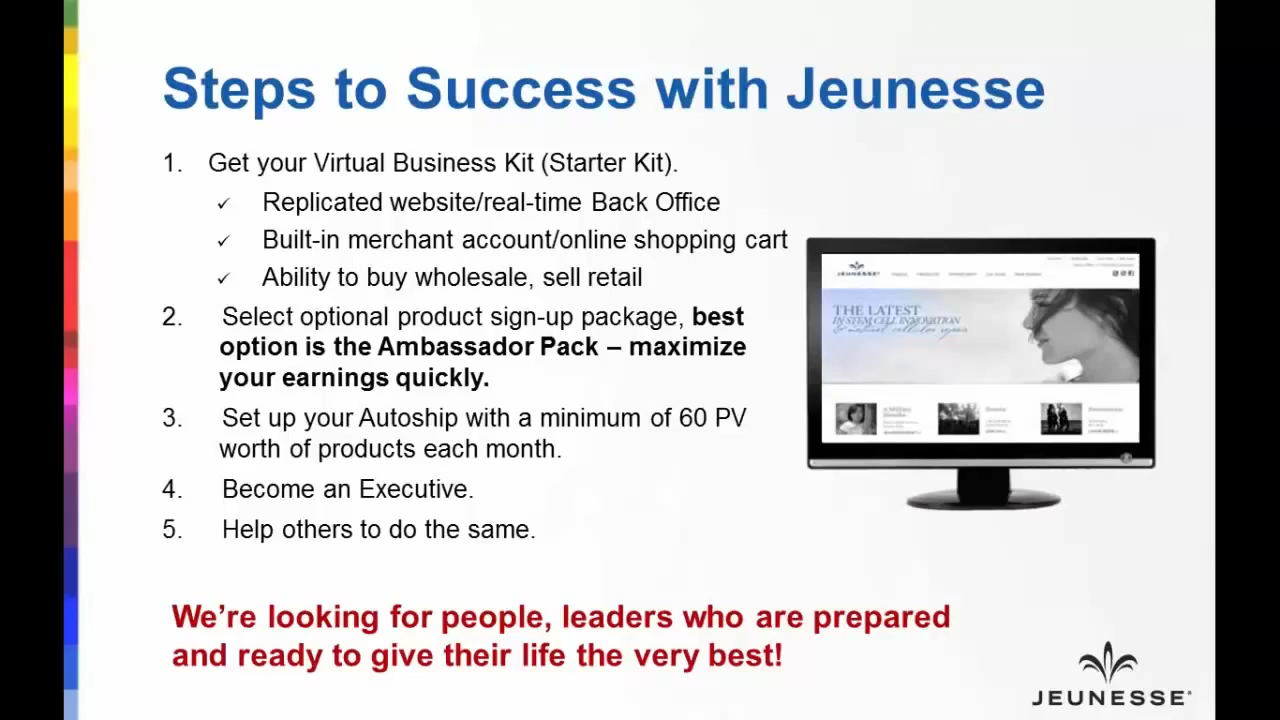 Steps to Success with Jeunesse
1. Get your Virtual Business Kit (Starter Kit).
✓ Replicated website/real-time Back Office
✓ Built-in merchant account/online shopping cart
✓ Ability to buy wholesale, sell retail
2. Select optional product sign-up package, best
option is the Ambassador Pack – maximize
your earnings quickly.
3. Set up your Autoship with a minimum of 60 PV
worth of products each month.
4. Become an Executive.
5. Help others to do the same.
JEUNESSE
THE LATEST
IN STEM CELL INNOVATION
We're looking for people, leaders who are prepared
and ready to give their life the very best!
JEUNESSE®